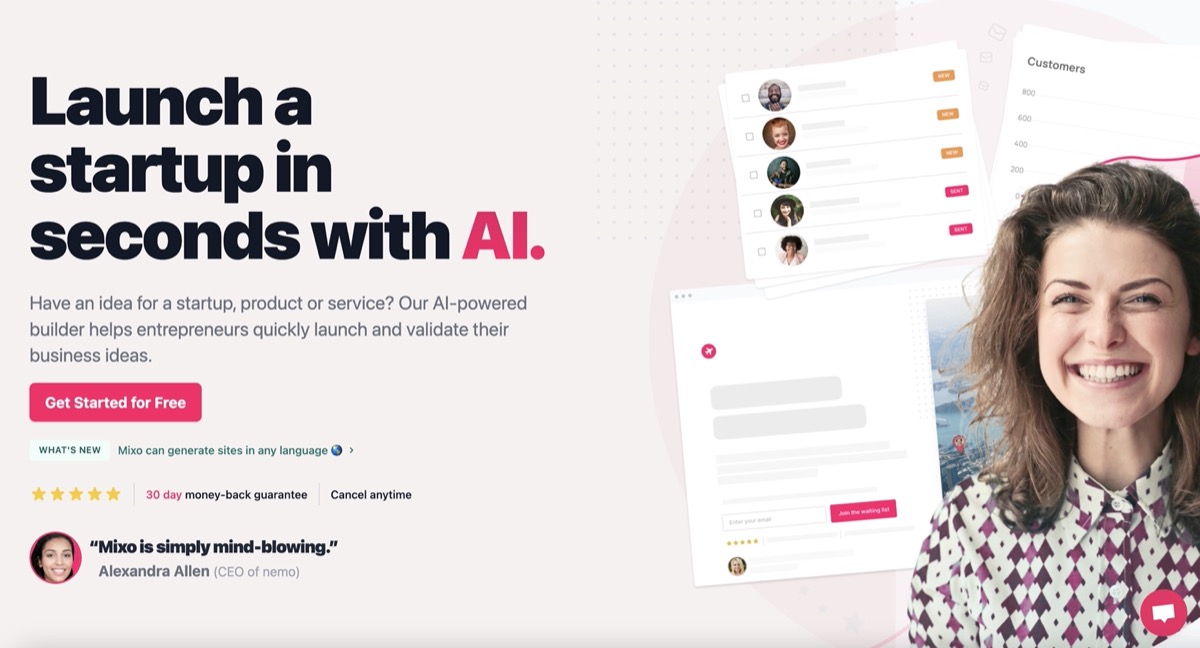 Launch a
startup in
seconds with AI.
Have an idea for a startup, product or service? Our AI-powered
builder helps entrepreneurs quickly launch and validate their
business ideas.
Get Started for Free
WHAT'S NEW Mixo can generate sites in any language 🌎 ›
30 day money-back guarantee Cancel anytime
“Mixo is simply mind-blowing.”
Alexandra Allen (CEO of nemo)
NEW
NEW
NEW
SENT
SENT
Customers
800
600
400
200
0
Enter your email Join the waiting list